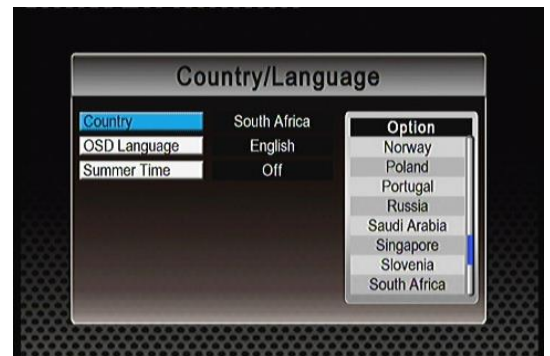 Country/Language
Country South Africa
OSD Language English
Summer Time Off
Option
Norway
Poland
Portugal
Russia
Saudi Arabia
Singapore
Slovenia
South Africa